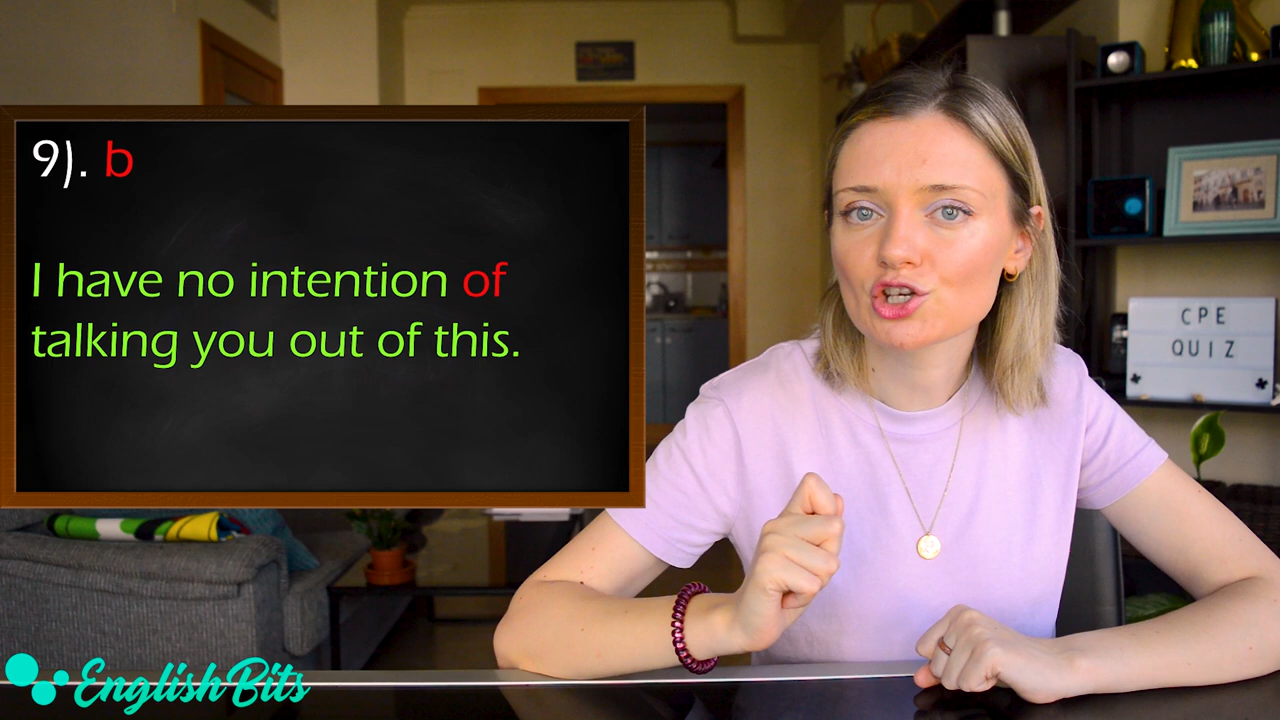 9). b
I have no intention of
talking you out of this.
CPE
QUIZ
EnglishBits